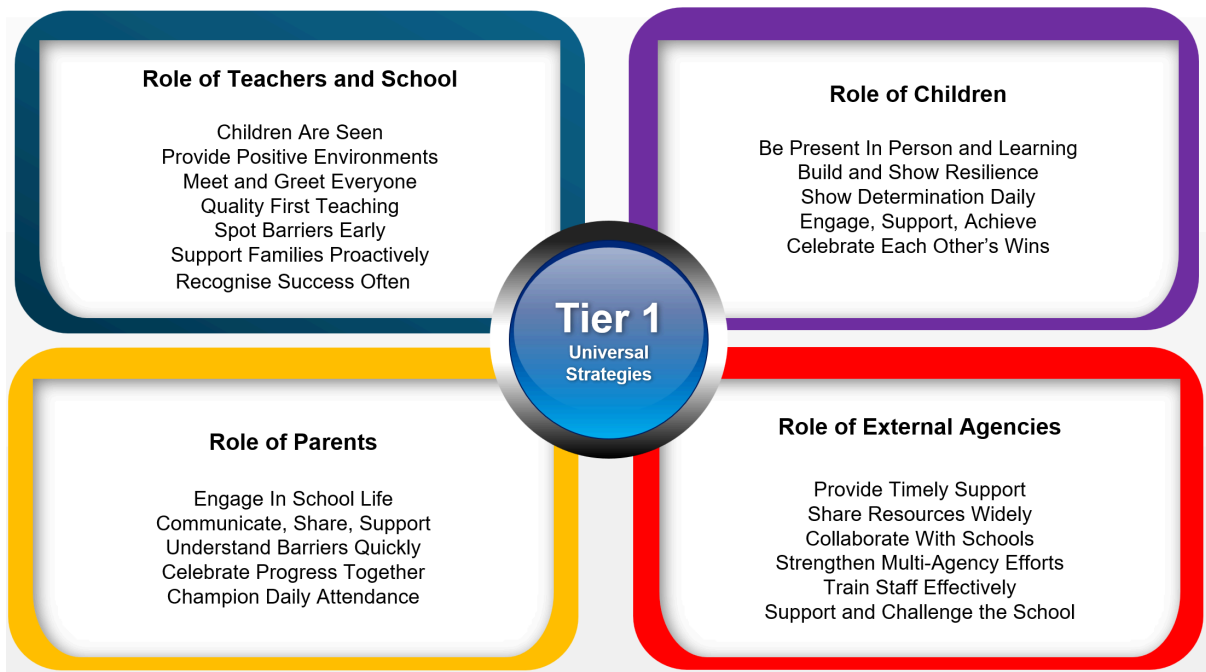 Role of Teachers and School
Children Are Seen
Provide Positive Environments
Meet and Greet Everyone
Quality First Teaching
Spot Barriers Early
Support Families Proactively
Recognise Success Often
Role of Children
Be Present In Person and Learning
Build and Show Resilience
Show Determination Daily
Engage, Support, Achieve
Celebrate Each Other’s Wins
Tier 1
Universal
Strategies
Role of Parents
Engage In School Life
Communicate, Share, Support
Understand Barriers Quickly
Celebrate Progress Together
Champion Daily Attendance
Role of External Agencies
Provide Timely Support
Share Resources Widely
Collaborate With Schools
Strengthen Multi-Agency Efforts
Train Staff Effectively
Support and Challenge the School